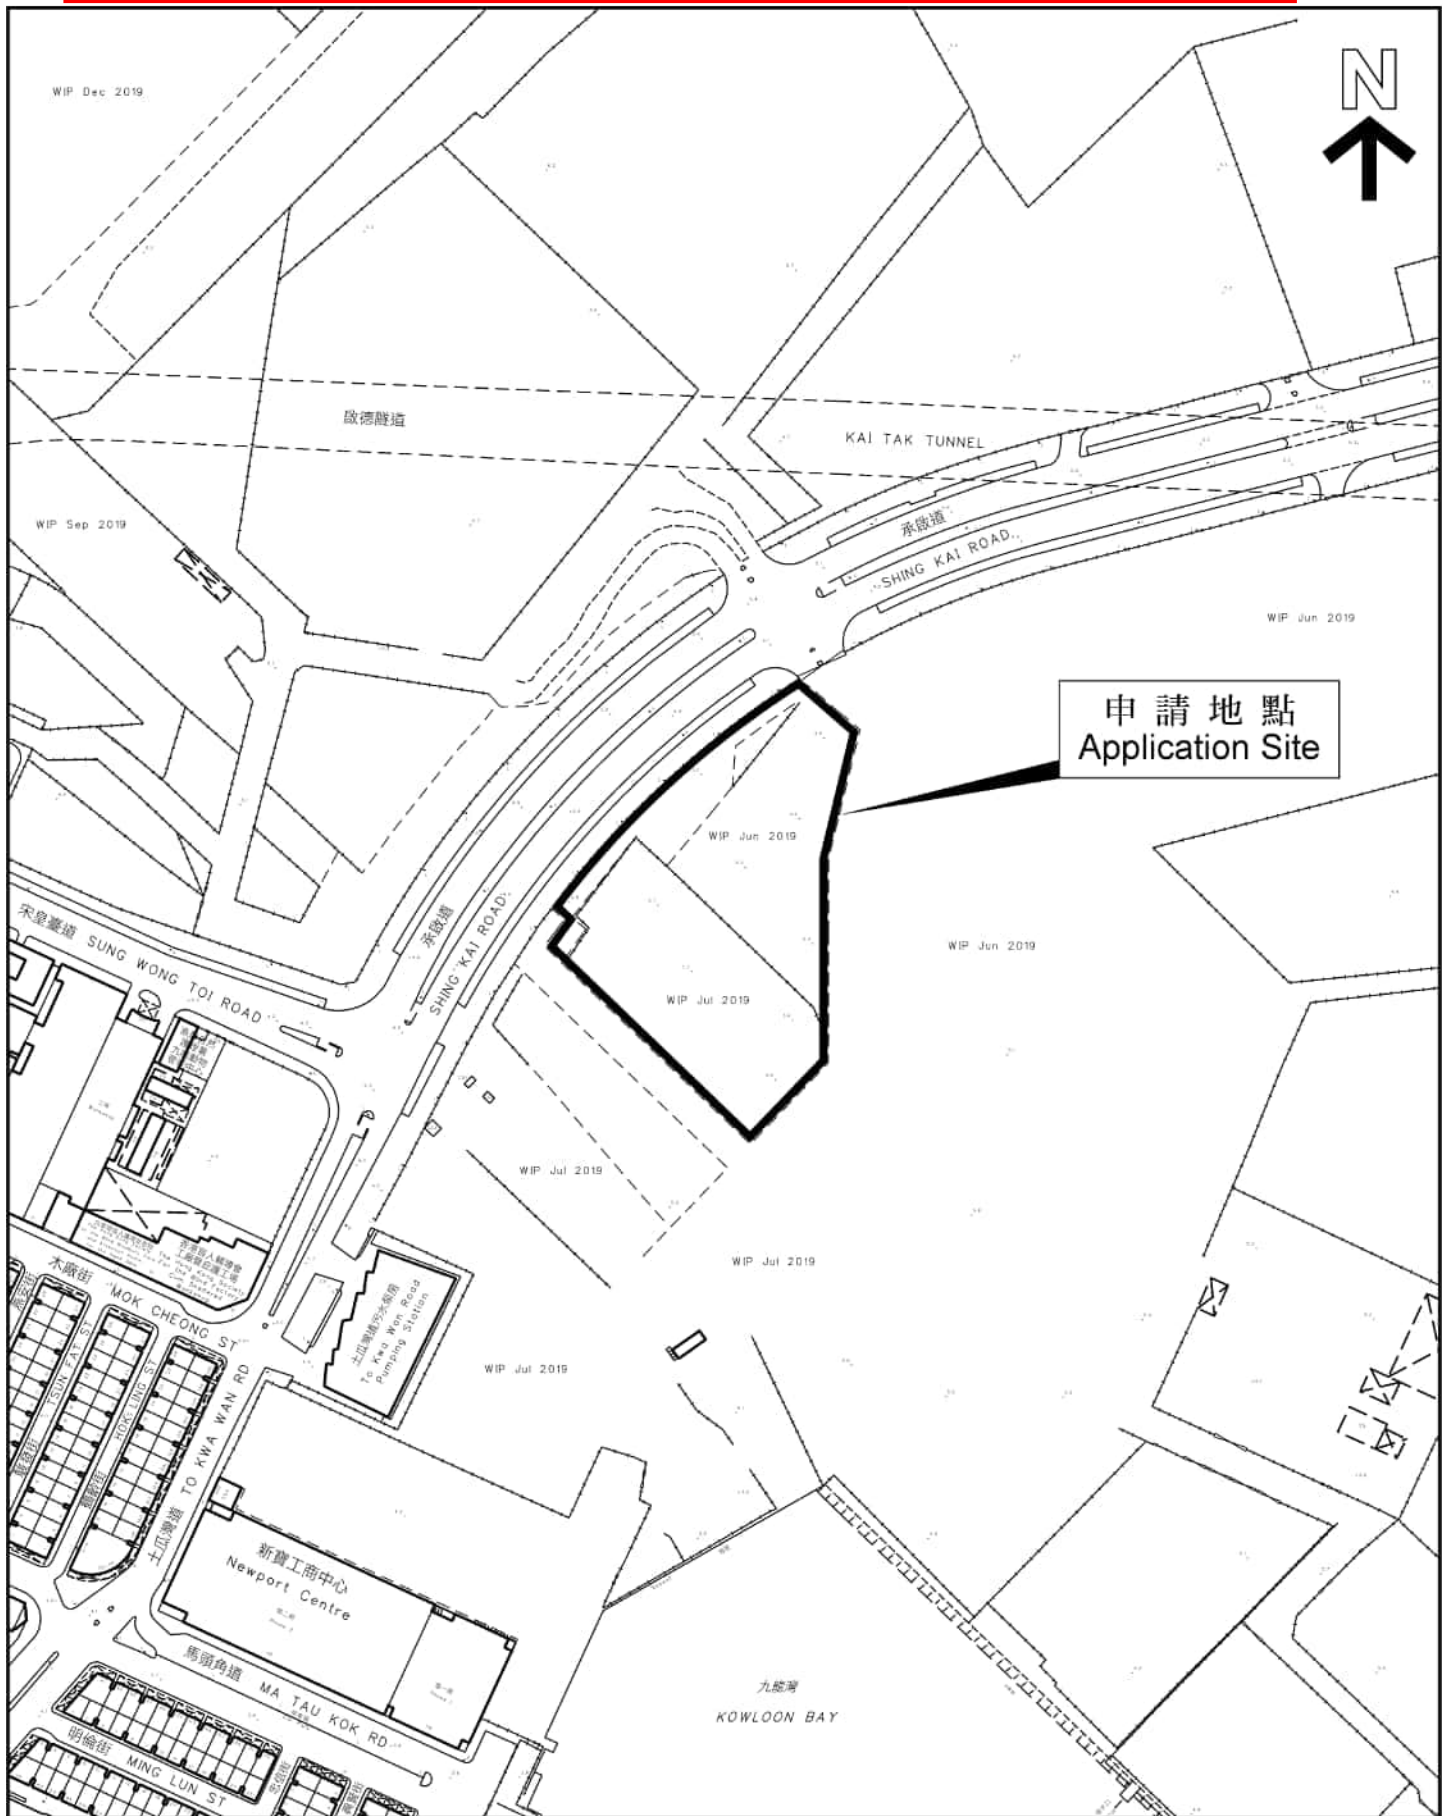 N
WIP Dec 2019
啟德隧道
KAI TAK TUNNEL
WIP Sep 2019
承啟道
SHING KAI ROAD
WIP Jun 2019
申請地點
Application Site
WIP Jun 2019
WIP Jun 2019
WIP Jul 2019
宋皇臺道 SUNG WONG TOI ROAD
承啟道
SHING KAI ROAD
WIP Jul 2019
WIP Jul 2019
WIP Jul 2019
木廠街 MOK CHEONG ST
TSUN FAT ST
鶴齡街 HOK LING ST
土瓜灣道 TO KWA WAN RD
土瓜灣道污水泵房
To Kwa Wan Road
Pumping Station
新寶工商中心
Newport Centre
馬頭角道 MA TAU KOK RD
明倫街 MING LUN ST
九龍灣
KOWLOON BAY